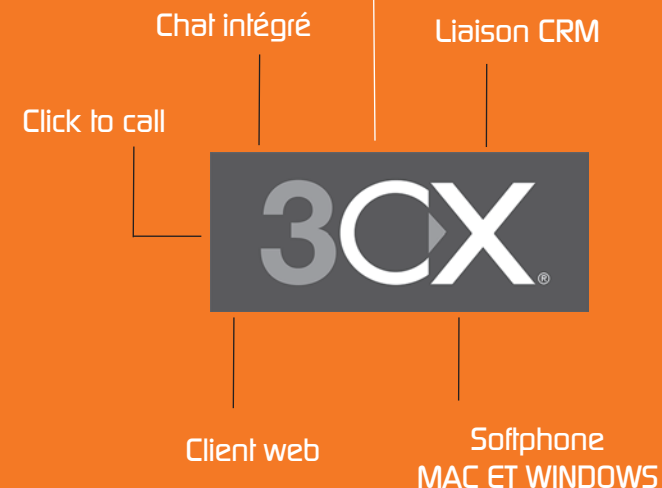 Chat intégré
Liaison CRM
Click to call
3CX®
Client web
Softphone
MAC ET WINDOWS